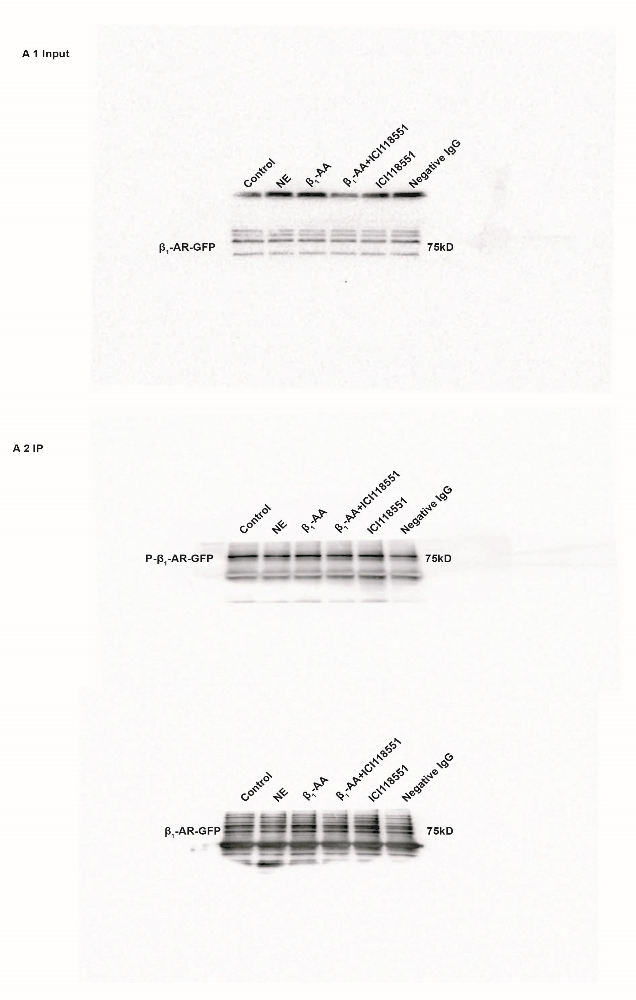 A 1 Input
Control
NE
β₁-AA
β₁-AA+ICI118551
ICI118551
Negative IgG
β₁-AR-GFP
75kD
A 2 IP
Control
NE
β₁-AA
β₁-AA+ICI118551
ICI118551
Negative IgG
P-β₁-AR-GFP
75kD
Control
NE
β₁-AA
β₁-AA+ICI118551
ICI118551
Negative IgG
β₁-AR-GFP
75kD